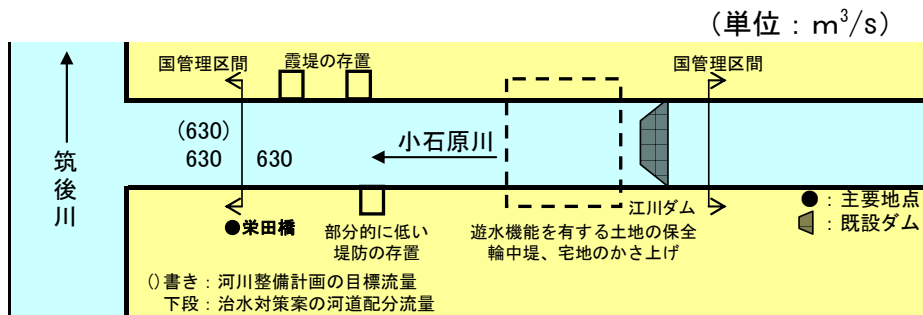 (単位：m³/s)
国管理区間
霞堤の存置
国管理区間
(630)
630
630
小石原川
筑後川
●栄田橋
部分的に低い
堤防の存置
江川ダム
遊水機能を有する土地の保全
輪中堤、宅地のかさ上げ
●：主要地点
：既設ダム
()書き：河川整備計画の目標流量
下段：治水対策案の河道配分流量